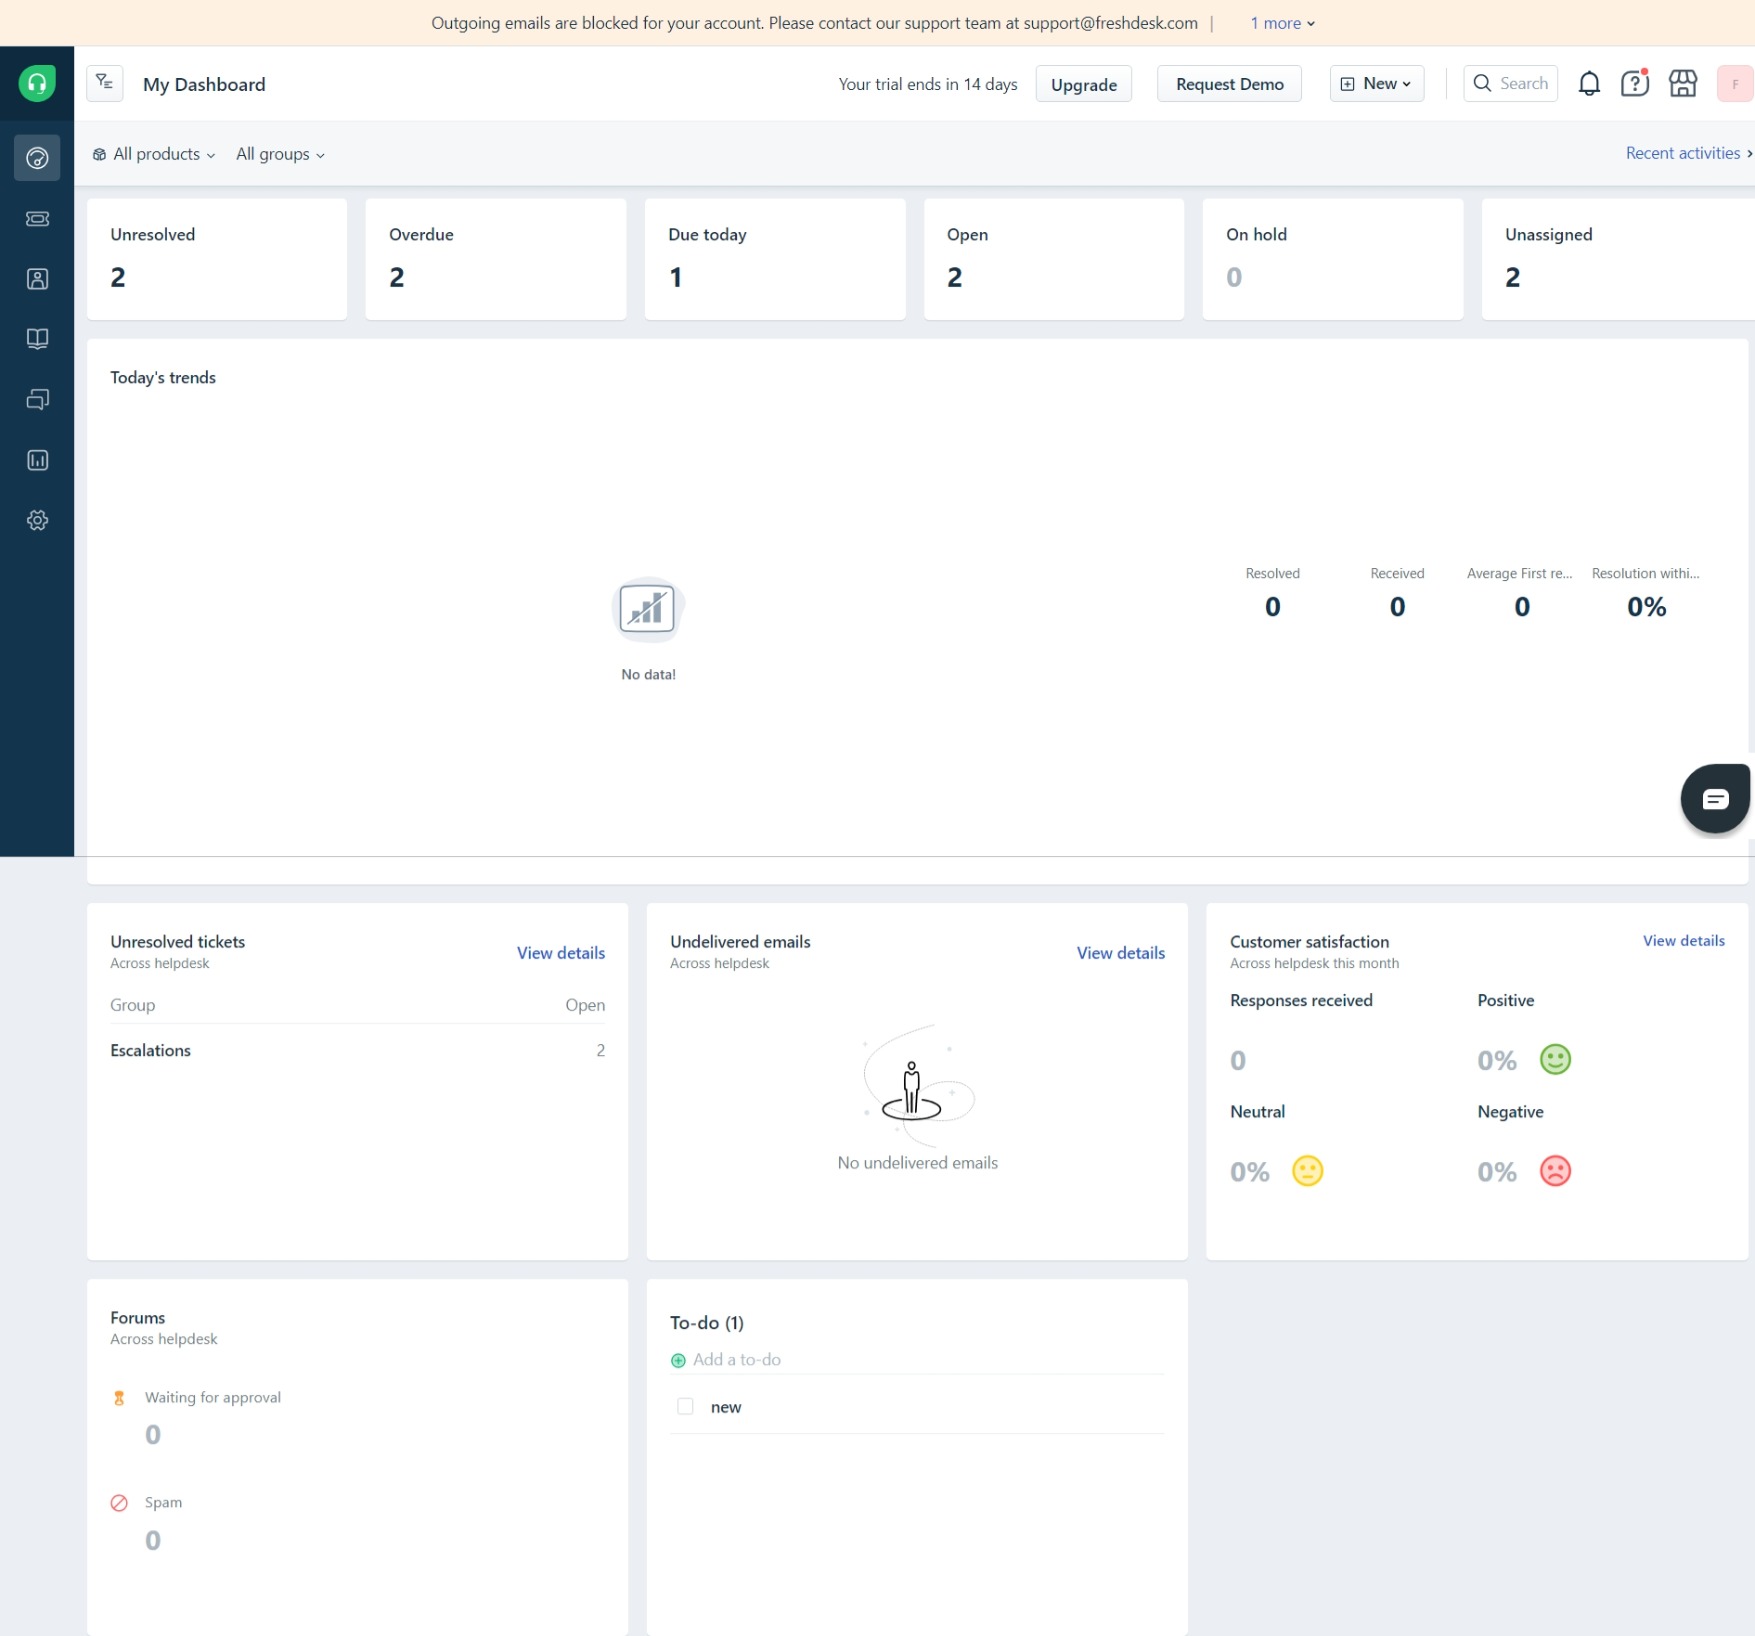 Outgoing emails are blocked for your account. Please contact our support team at support@freshdesk.com | 1 more
My Dashboard
Your trial ends in 14 days
Upgrade
Request Demo
New
Search
F
All products
All groups
Recent activities
Unresolved
2
Overdue
2
Due today
1
Open
2
On hold
0
Unassigned
2
Today's trends
No data!
Resolved
0
Received
0
Average First re...
0
Resolution withi...
0%
Unresolved tickets
Across helpdesk
View details
Group Open
Escalations 2
Undelivered emails
Across helpdesk
View details
No undelivered emails
Customer satisfaction
Across helpdesk this month
View details
Responses received
0
Positive
0%
Neutral
0%
Negative
0%
Forums
Across helpdesk
Waiting for approval
0
Spam
0
To-do (1)
Add a to-do
new